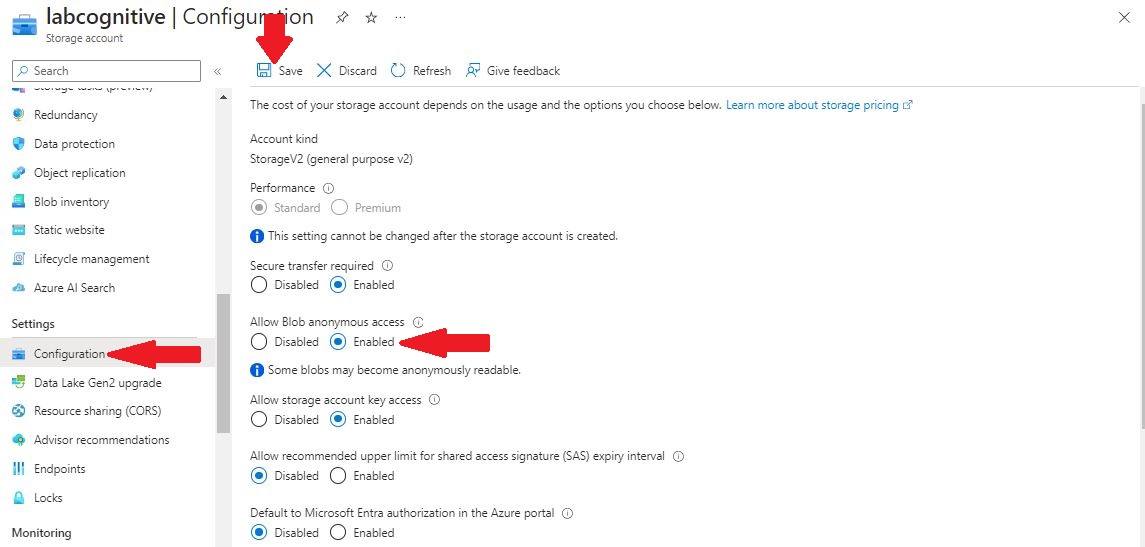 labcognitive | Configuration
Storage account
Search
Save
Discard
Refresh
Give feedback
Storage tasks (preview)
Redundancy
Data protection
Object replication
Blob inventory
Static website
Lifecycle management
Azure AI Search
Settings
Configuration
Data Lake Gen2 upgrade
Resource sharing (CORS)
Advisor recommendations
Endpoints
Locks
Monitoring
The cost of your storage account depends on the usage and the options you choose below. Learn more about storage pricing
Account kind
StorageV2 (general purpose v2)
Performance
Standard Premium
This setting cannot be changed after the storage account is created.
Secure transfer required
Disabled Enabled
Allow Blob anonymous access
Disabled Enabled
Some blobs may become anonymously readable.
Allow storage account key access
Disabled Enabled
Allow recommended upper limit for shared access signature (SAS) expiry interval
Disabled Enabled
Default to Microsoft Entra authorization in the Azure portal
Disabled Enabled